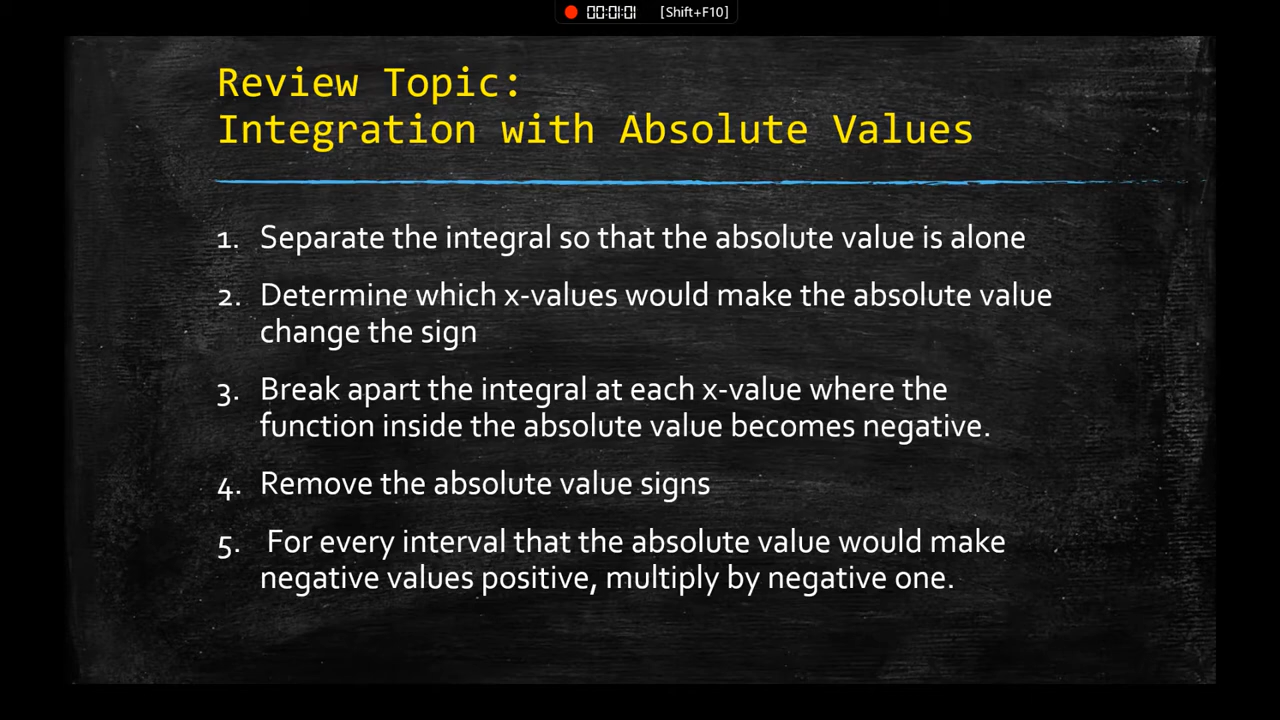 00:01:01 [Shift+F10]
Review Topic:
Integration with Absolute Values
1. Separate the integral so that the absolute value is alone
2. Determine which x-values would make the absolute value
change the sign
3. Break apart the integral at each x-value where the
function inside the absolute value becomes negative.
4. Remove the absolute value signs
5. For every interval that the absolute value would make
negative values positive, multiply by negative one.